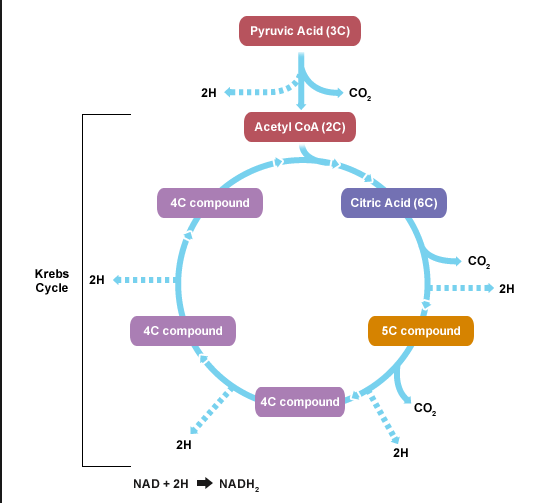 Pyruvic Acid (3C)
2H
CO2
Acetyl CoA (2C)
4C compound
Citric Acid (6C)
CO2
Krebs
Cycle
2H
2H
4C compound
5C compound
4C compound
CO2
2H
2H
NAD + 2H ➡ NADH2